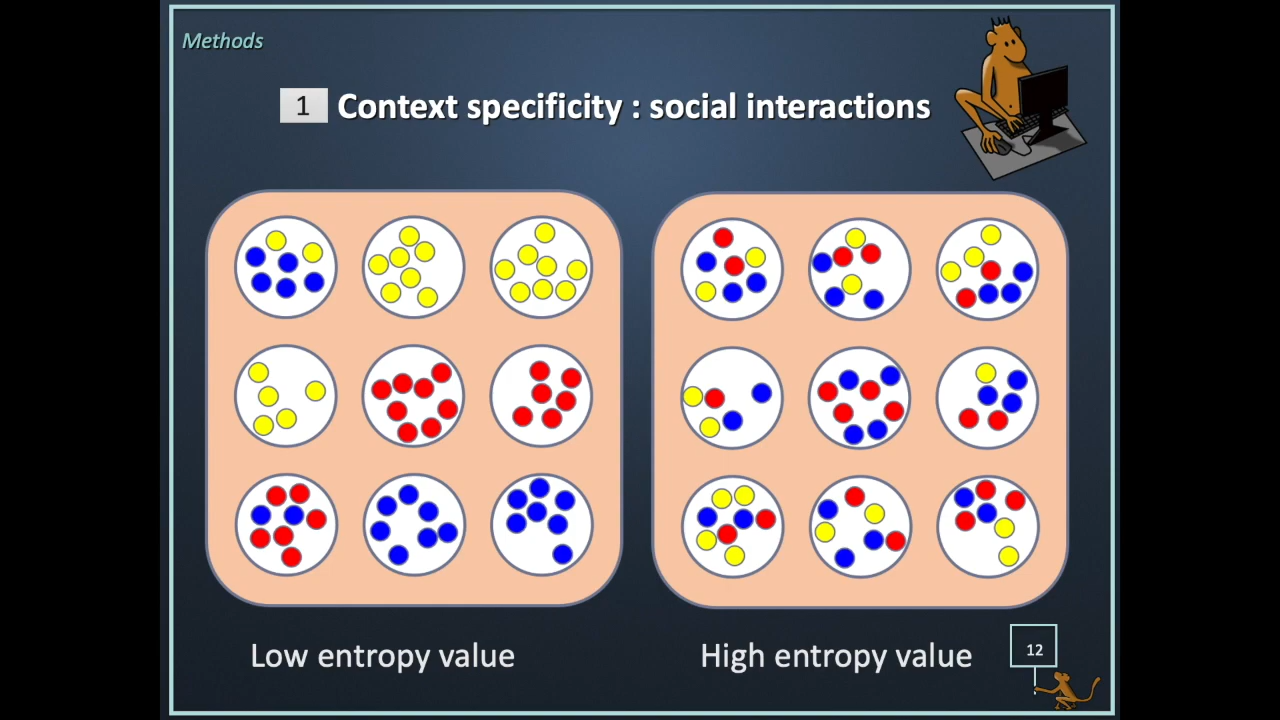 Methods
1 Context specificity : social interactions
Low entropy value
High entropy value
12